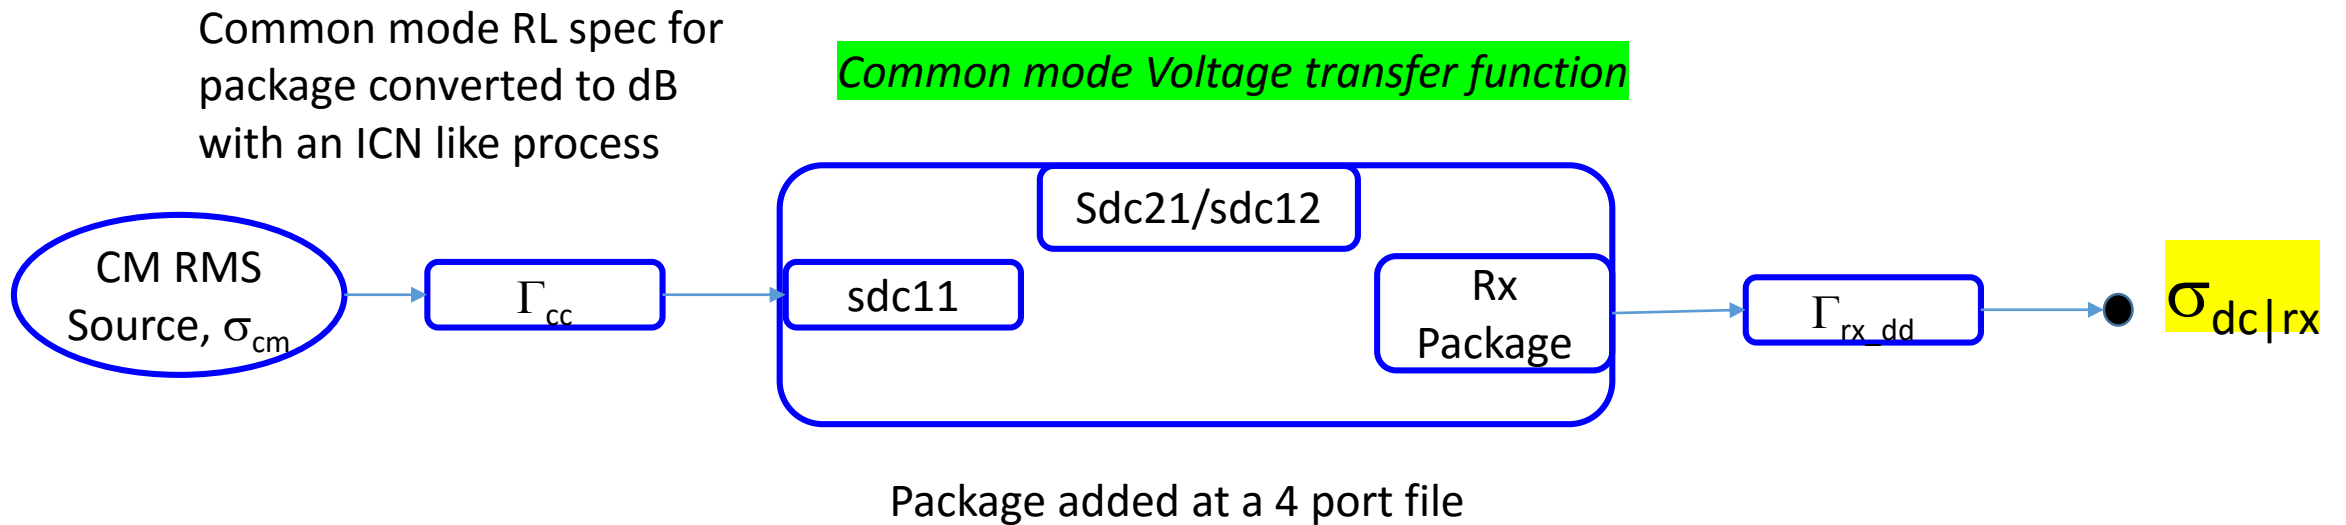 Common mode RL spec for
package converted to dB
with an ICN like process
Common mode Voltage transfer function
CM RMS
Source, σcm
Γcc
sdc11
Sdc21/sdc12
Rx
Package
Γrx_dd
σdc|rx
Package added at a 4 port file